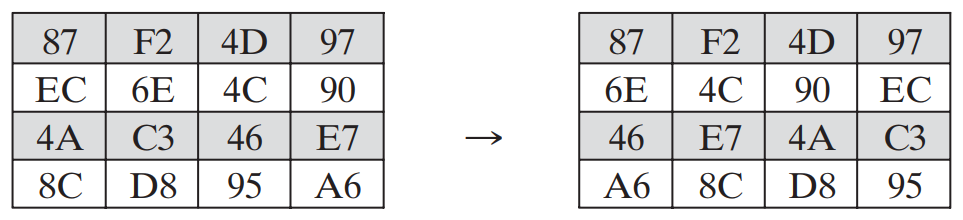 87 F2 4D 97 87 F2 4D 97
EC 6E 4C 90 6E 4C 90 EC
4A C3 46 E7 → 46 E7 4A C3
8C D8 95 A6 A6 8C D8 95